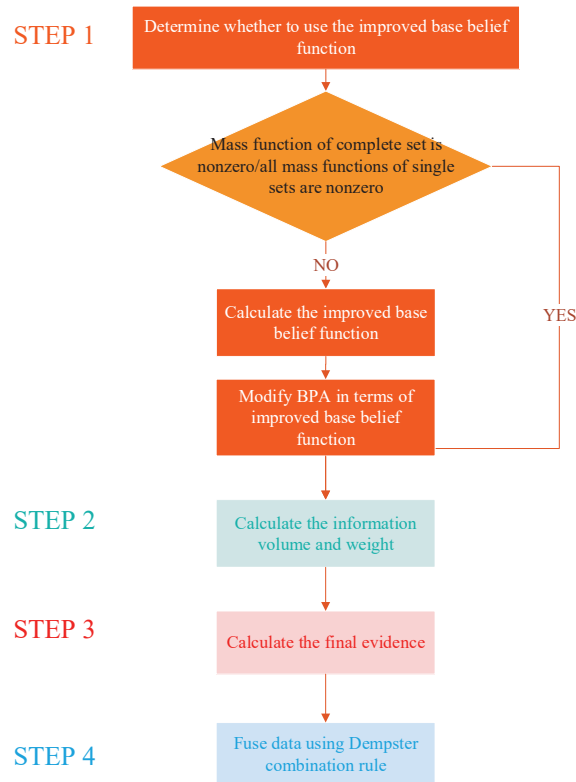 STEP 1
Determine whether to use the improved base belief
function
Mass function of complete set is
nonzero/all mass functions of single
sets are nonzero
NO
YES
Calculate the improved base
belief function
Modify BPA in terms of
improved base belief
function
STEP 2
Calculate the information
volume and weight
STEP 3
Calculate the final evidence
STEP 4
Fuse data using Dempster
combination rule